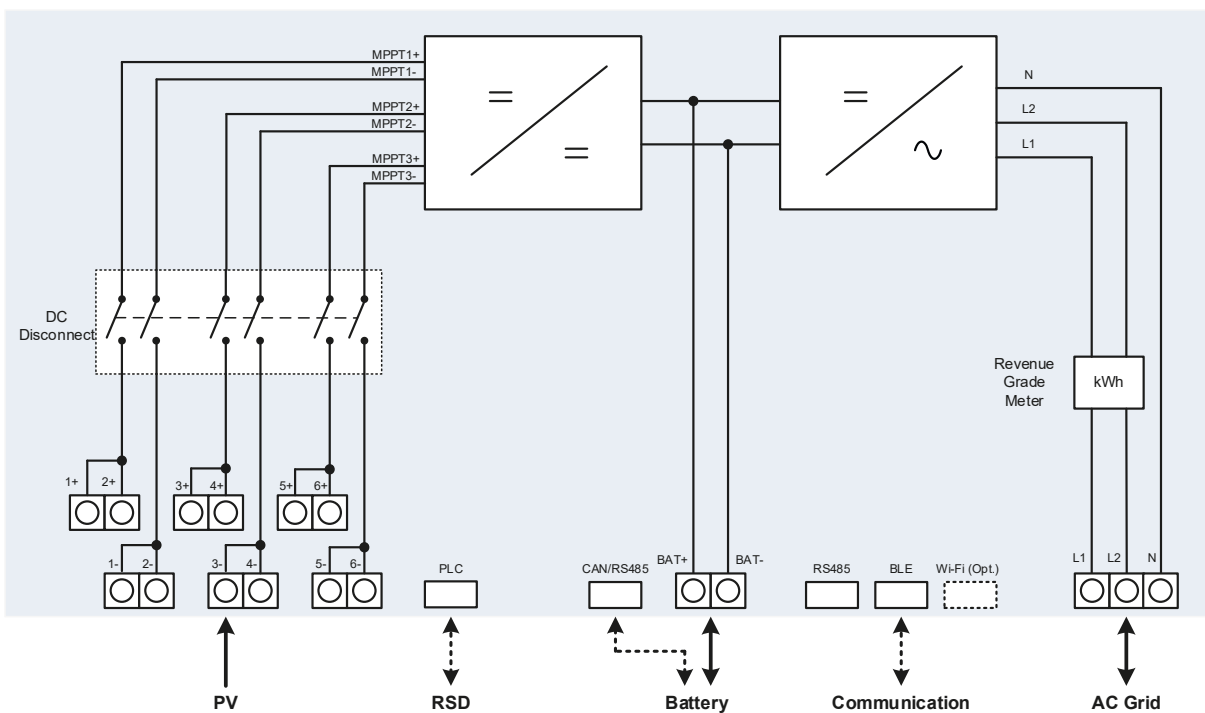 MPPT1+
MPPT1-
MPPT2+
MPPT2-
MPPT3+
MPPT3-
N
L2
L1
DC
Disconnect
Revenue
Grade
Meter
kWh
1+ 2+
3+ 4+
5+ 6+
1- 2-
3- 4-
5- 6-
PLC
CAN/RS485
BAT+
BAT-
RS485
BLE
Wi-Fi (Opt.)
L1 L2 N
PV
RSD
Battery
Communication
AC Grid